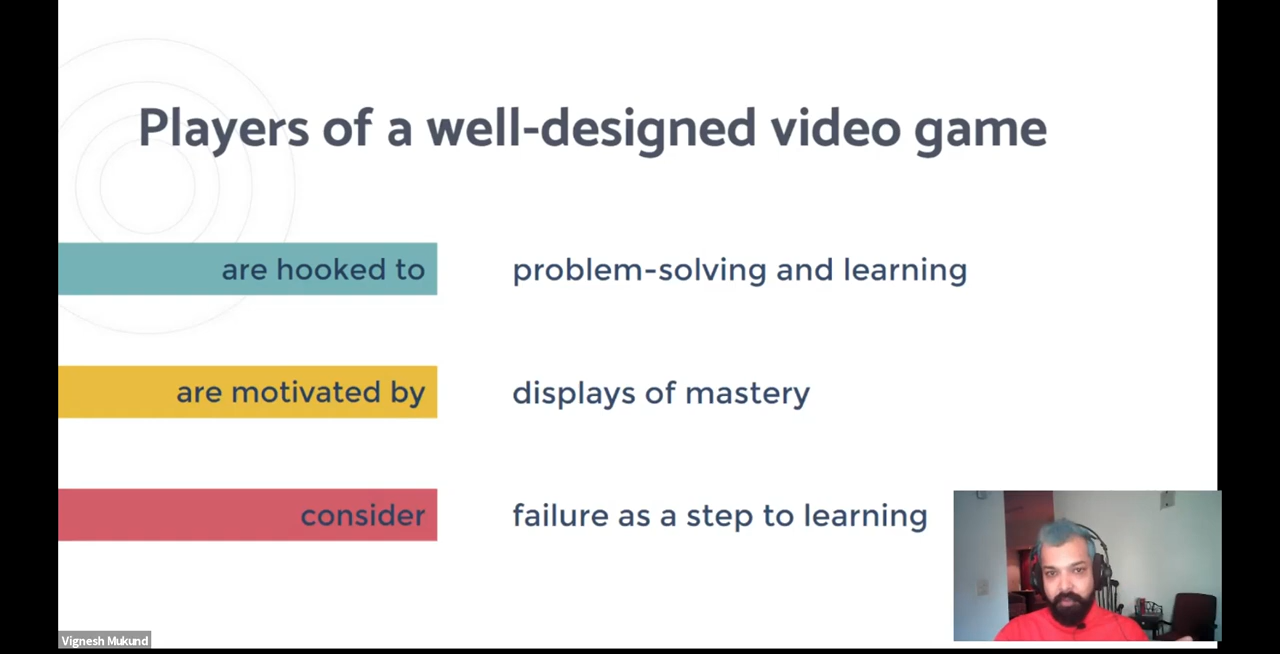 Players of a well-designed video game
are hooked to problem-solving and learning
are motivated by displays of mastery
consider failure as a step to learning
Vignesh Mukund